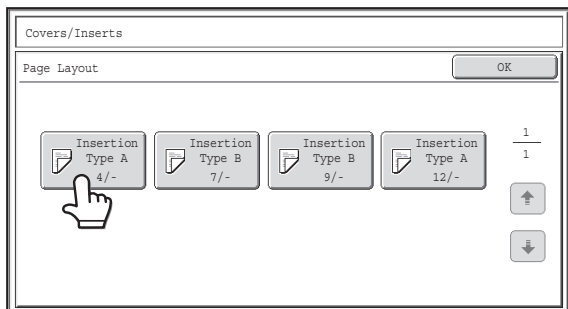 Covers/Inserts
Page Layout
OK
Insertion
Type A
4/-
Insertion
Type B
7/-
Insertion
Type B
9/-
Insertion
Type A
12/-
1
1